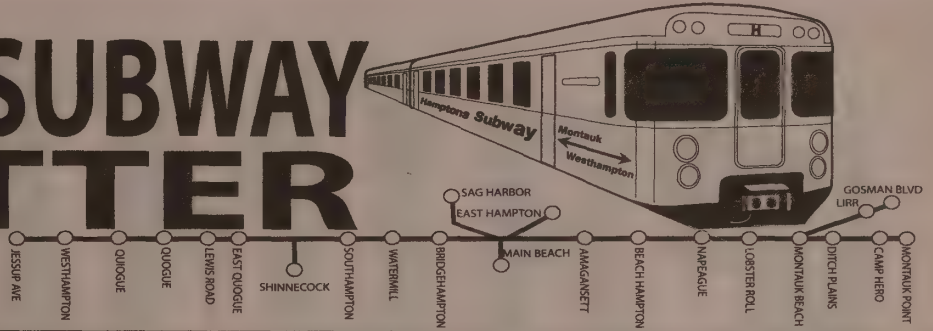 SUBWAY
TTER
H
Hamptons Subway
Montauk
Westhampton
SAG HARBOR
EAST HAMPTON
MAIN BEACH
GOSMAN BLVD
LIRR
JESSUP AVE
WESTHAMPTON
QUIOGUE
QUOGUE
LEWIS ROAD
EAST QUOGUE
SHINNECOCK
SOUTHAMPTON
WATERMILL
BRIDGEHAMPTON
AMAGANSETT
BEACH HAMPTON
NAPEAGUE
LOBSTER ROLL
MONTAUK BEACH
DITCH PLAINS
CAMP HERO
MONTAUK POINT